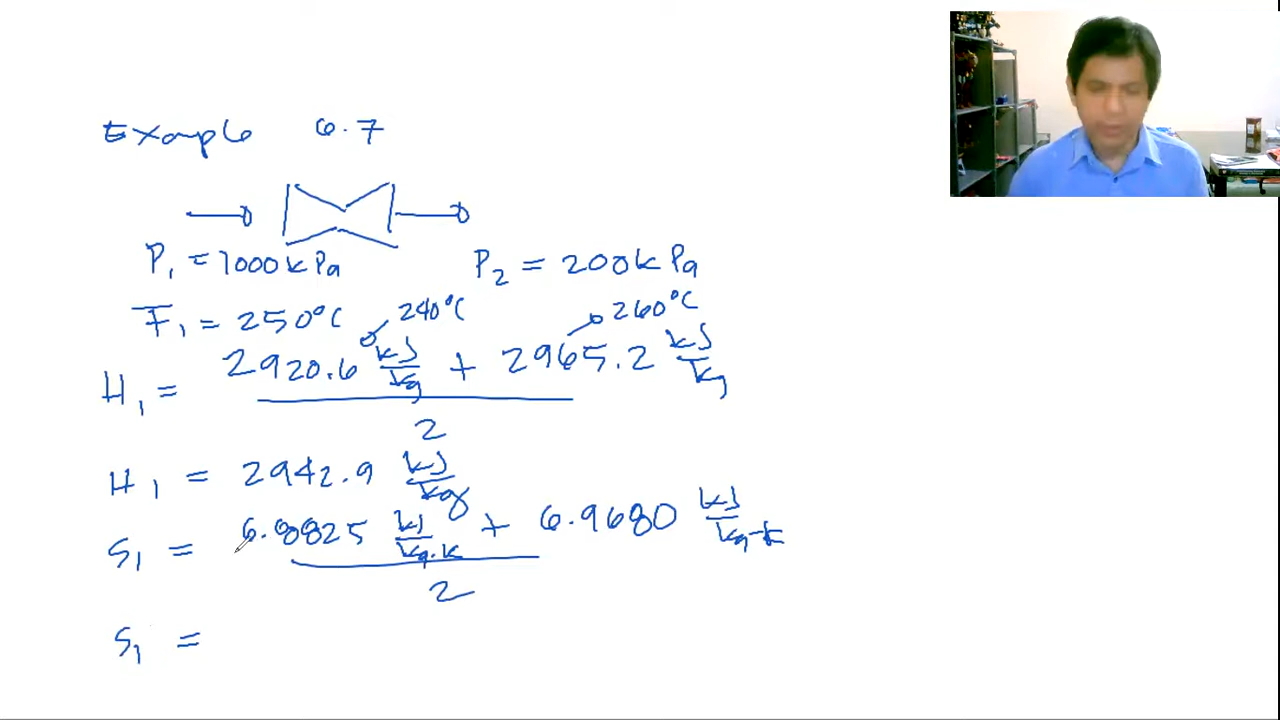 Example 6.7
P₁ = 1000 kPa P₂ = 200 kPa
T₁ = 250°C 240°C 260°C
H₁ = (2920.6 kJ/kg + 2965.2 kJ/kg) / 2
H₁ = 2942.9 kJ/kg
S₁ = (6.8825 kJ/kg.K + 6.9680 kJ/kg-K) / 2
S₁ =